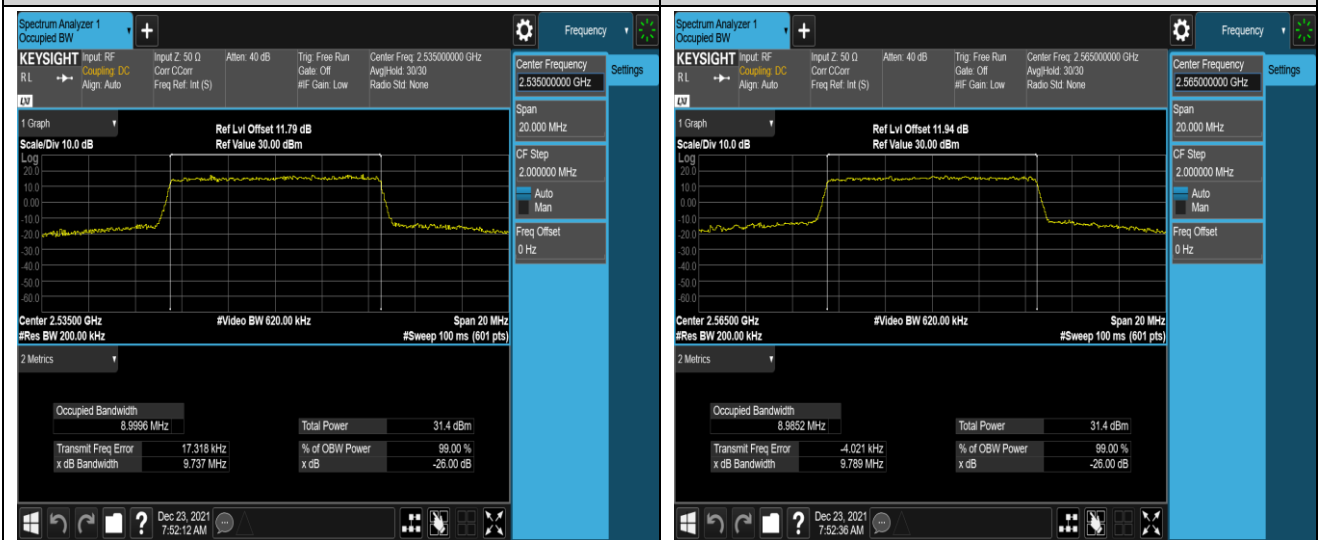 Spectrum Analyzer 1
Occupied BW
+
Frequency
KEYSIGHT
Input: RF
Coupling: DC
Align: Auto
Input Z: 50 Ω
Corr CCorr
Freq Ref: Int (S)
Atten: 40 dB
Trig: Free Run
Gate: Off
#IF Gain: Low
Center Freq: 2.535000000 GHz
Avg|Hold: 30/30
Radio Std: None
RL
LXI
Center Frequency
2.535000000 GHz
Settings
Span
20.000 MHz
CF Step
2.000000 MHz
Auto
Man
Freq Offset
0 Hz
1 Graph
Ref Lvl Offset 11.79 dB
Scale/Div 10.0 dB
Ref Value 30.00 dBm
Log
20.0
10.0
0.00
-10.0
-20.0
-30.0
-40.0
-50.0
-60.0
Center 2.53500 GHz
#Video BW 620.00 kHz
Span 20 MHz
#Res BW 200.00 kHz
#Sweep 100 ms (601 pts)
2 Metrics
Occupied Bandwidth
8.9996 MHz
Total Power
31.4 dBm
Transmit Freq Error
17.318 kHz
% of OBW Power
99.00 %
x dB Bandwidth
9.737 MHz
x dB
-26.00 dB
?
Dec 23, 2021
7:52:12 AM
Spectrum Analyzer 1
Occupied BW
+
Frequency
KEYSIGHT
Input: RF
Coupling: DC
Align: Auto
Input Z: 50 Ω
Corr CCorr
Freq Ref: Int (S)
Atten: 40 dB
Trig: Free Run
Gate: Off
#IF Gain: Low
Center Freq: 2.565000000 GHz
Avg|Hold: 30/30
Radio Std: None
RL
LXI
Center Frequency
2.565000000 GHz
Settings
Span
20.000 MHz
CF Step
2.000000 MHz
Auto
Man
Freq Offset
0 Hz
1 Graph
Ref Lvl Offset 11.94 dB
Scale/Div 10.0 dB
Ref Value 30.00 dBm
Log
20.0
10.0
0.00
-10.0
-20.0
-30.0
-40.0
-50.0
-60.0
Center 2.56500 GHz
#Video BW 620.00 kHz
Span 20 MHz
#Res BW 200.00 kHz
#Sweep 100 ms (601 pts)
2 Metrics
Occupied Bandwidth
8.9852 MHz
Total Power
31.4 dBm
Transmit Freq Error
-4.021 kHz
% of OBW Power
99.00 %
x dB Bandwidth
9.789 MHz
x dB
-26.00 dB
?
Dec 23, 2021
7:52:36 AM